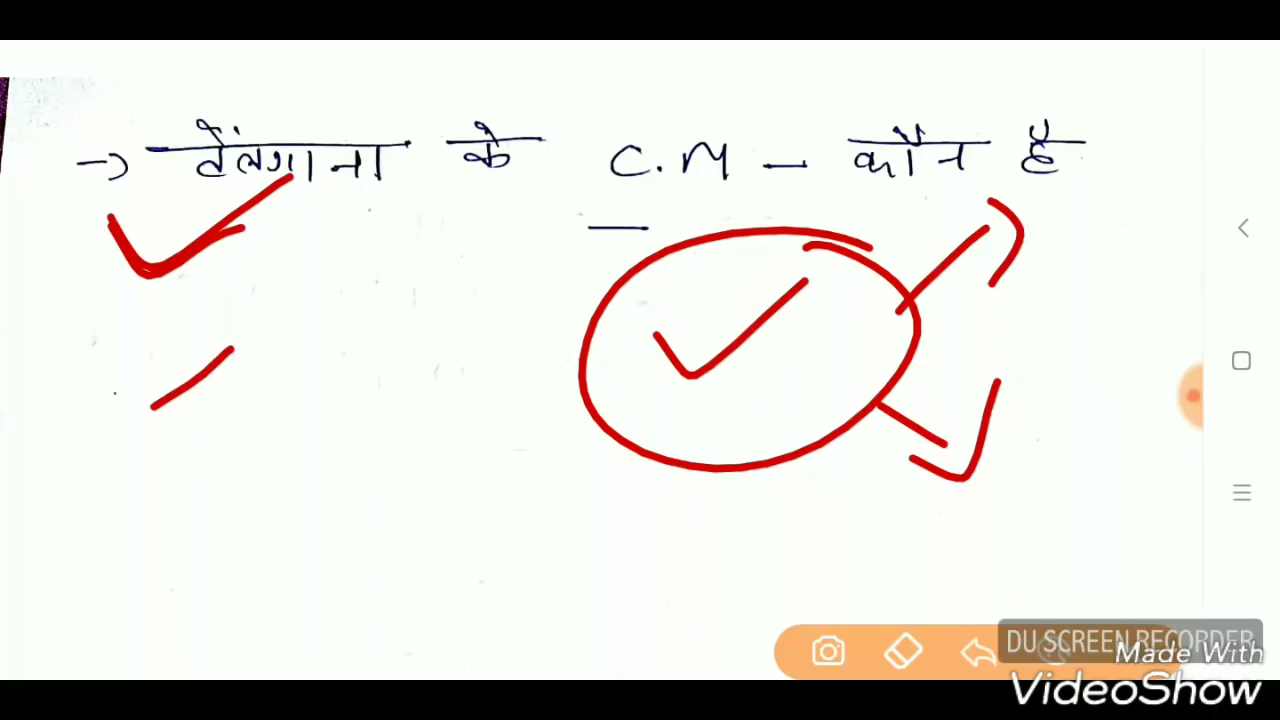 → तेलंगाना के C.M - कौन है
DU SCREEN RECORDER
Made With
VideoShow